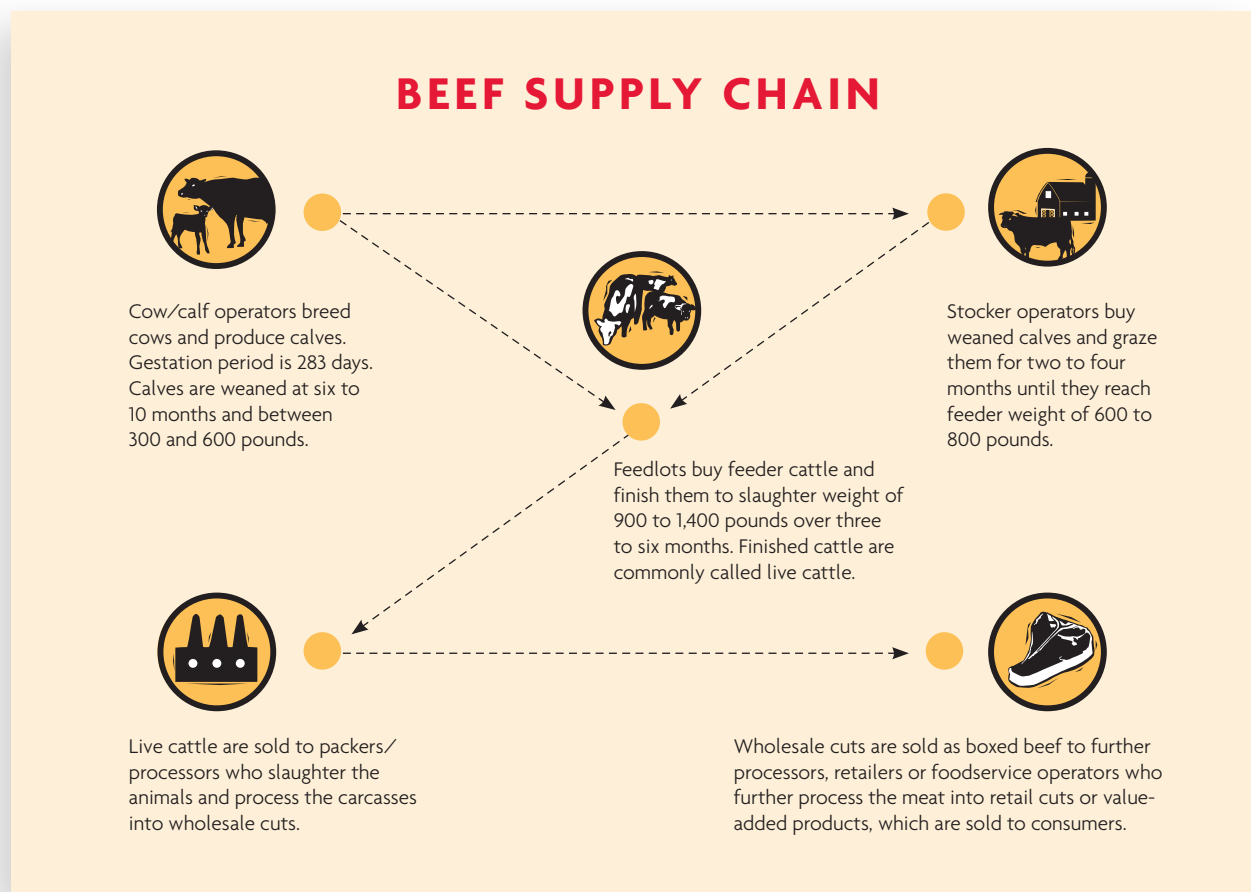 BEEF SUPPLY CHAIN
Cow/calf operators breed
cows and produce calves.
Gestation period is 283 days.
Calves are weaned at six to
10 months and between
300 and 600 pounds.
Stocker operators buy
weaned calves and graze
them for two to four
months until they reach
feeder weight of 600 to
800 pounds.
Feedlots buy feeder cattle and
finish them to slaughter weight of
900 to 1,400 pounds over three
to six months. Finished cattle are
commonly called live cattle.
Live cattle are sold to packers/
processors who slaughter the
animals and process the carcasses
into wholesale cuts.
Wholesale cuts are sold as boxed beef to further
processors, retailers or foodservice operators who
further process the meat into retail cuts or value-
added products, which are sold to consumers.